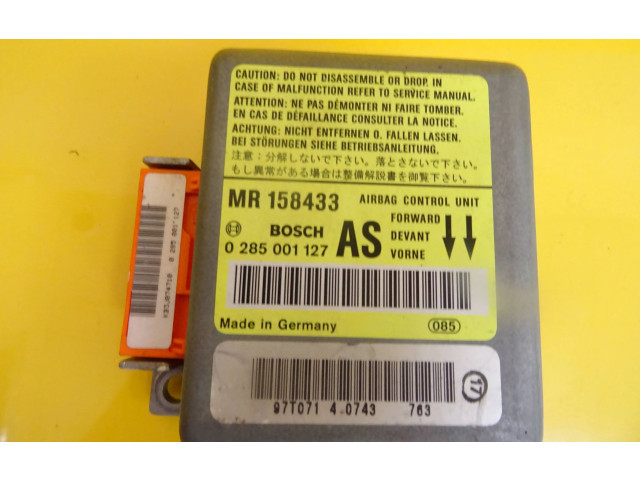 CAUTION: DO NOT DISASSEMBLE OR DROP. IN
CASE OF MALFUNCTION REFER TO SERVICE MANUAL.
ATTENTION: NE PAS DÉMONTER NI FAIRE TOMBER.
EN CAS DE DÉFAILLANCE CONSULTER LA NOTICE.
ACHTUNG: NICHT ENTFERNEN O. FALLEN LASSEN.
BEI STÖRUNGEN SIEHE BETRIEBSANLEITUNG.
注意：分解しないで下さい。落とさないで下さい。
もし異常がある場合は整備解説書を御覧下さい。
MR 158433 AIRBAG CONTROL UNIT
BOSCH
0 285 001 127
AS
FORWARD
DEVANT
VORNE
Made in Germany
085
97T071 4.0743 763
17
0 285 001 127